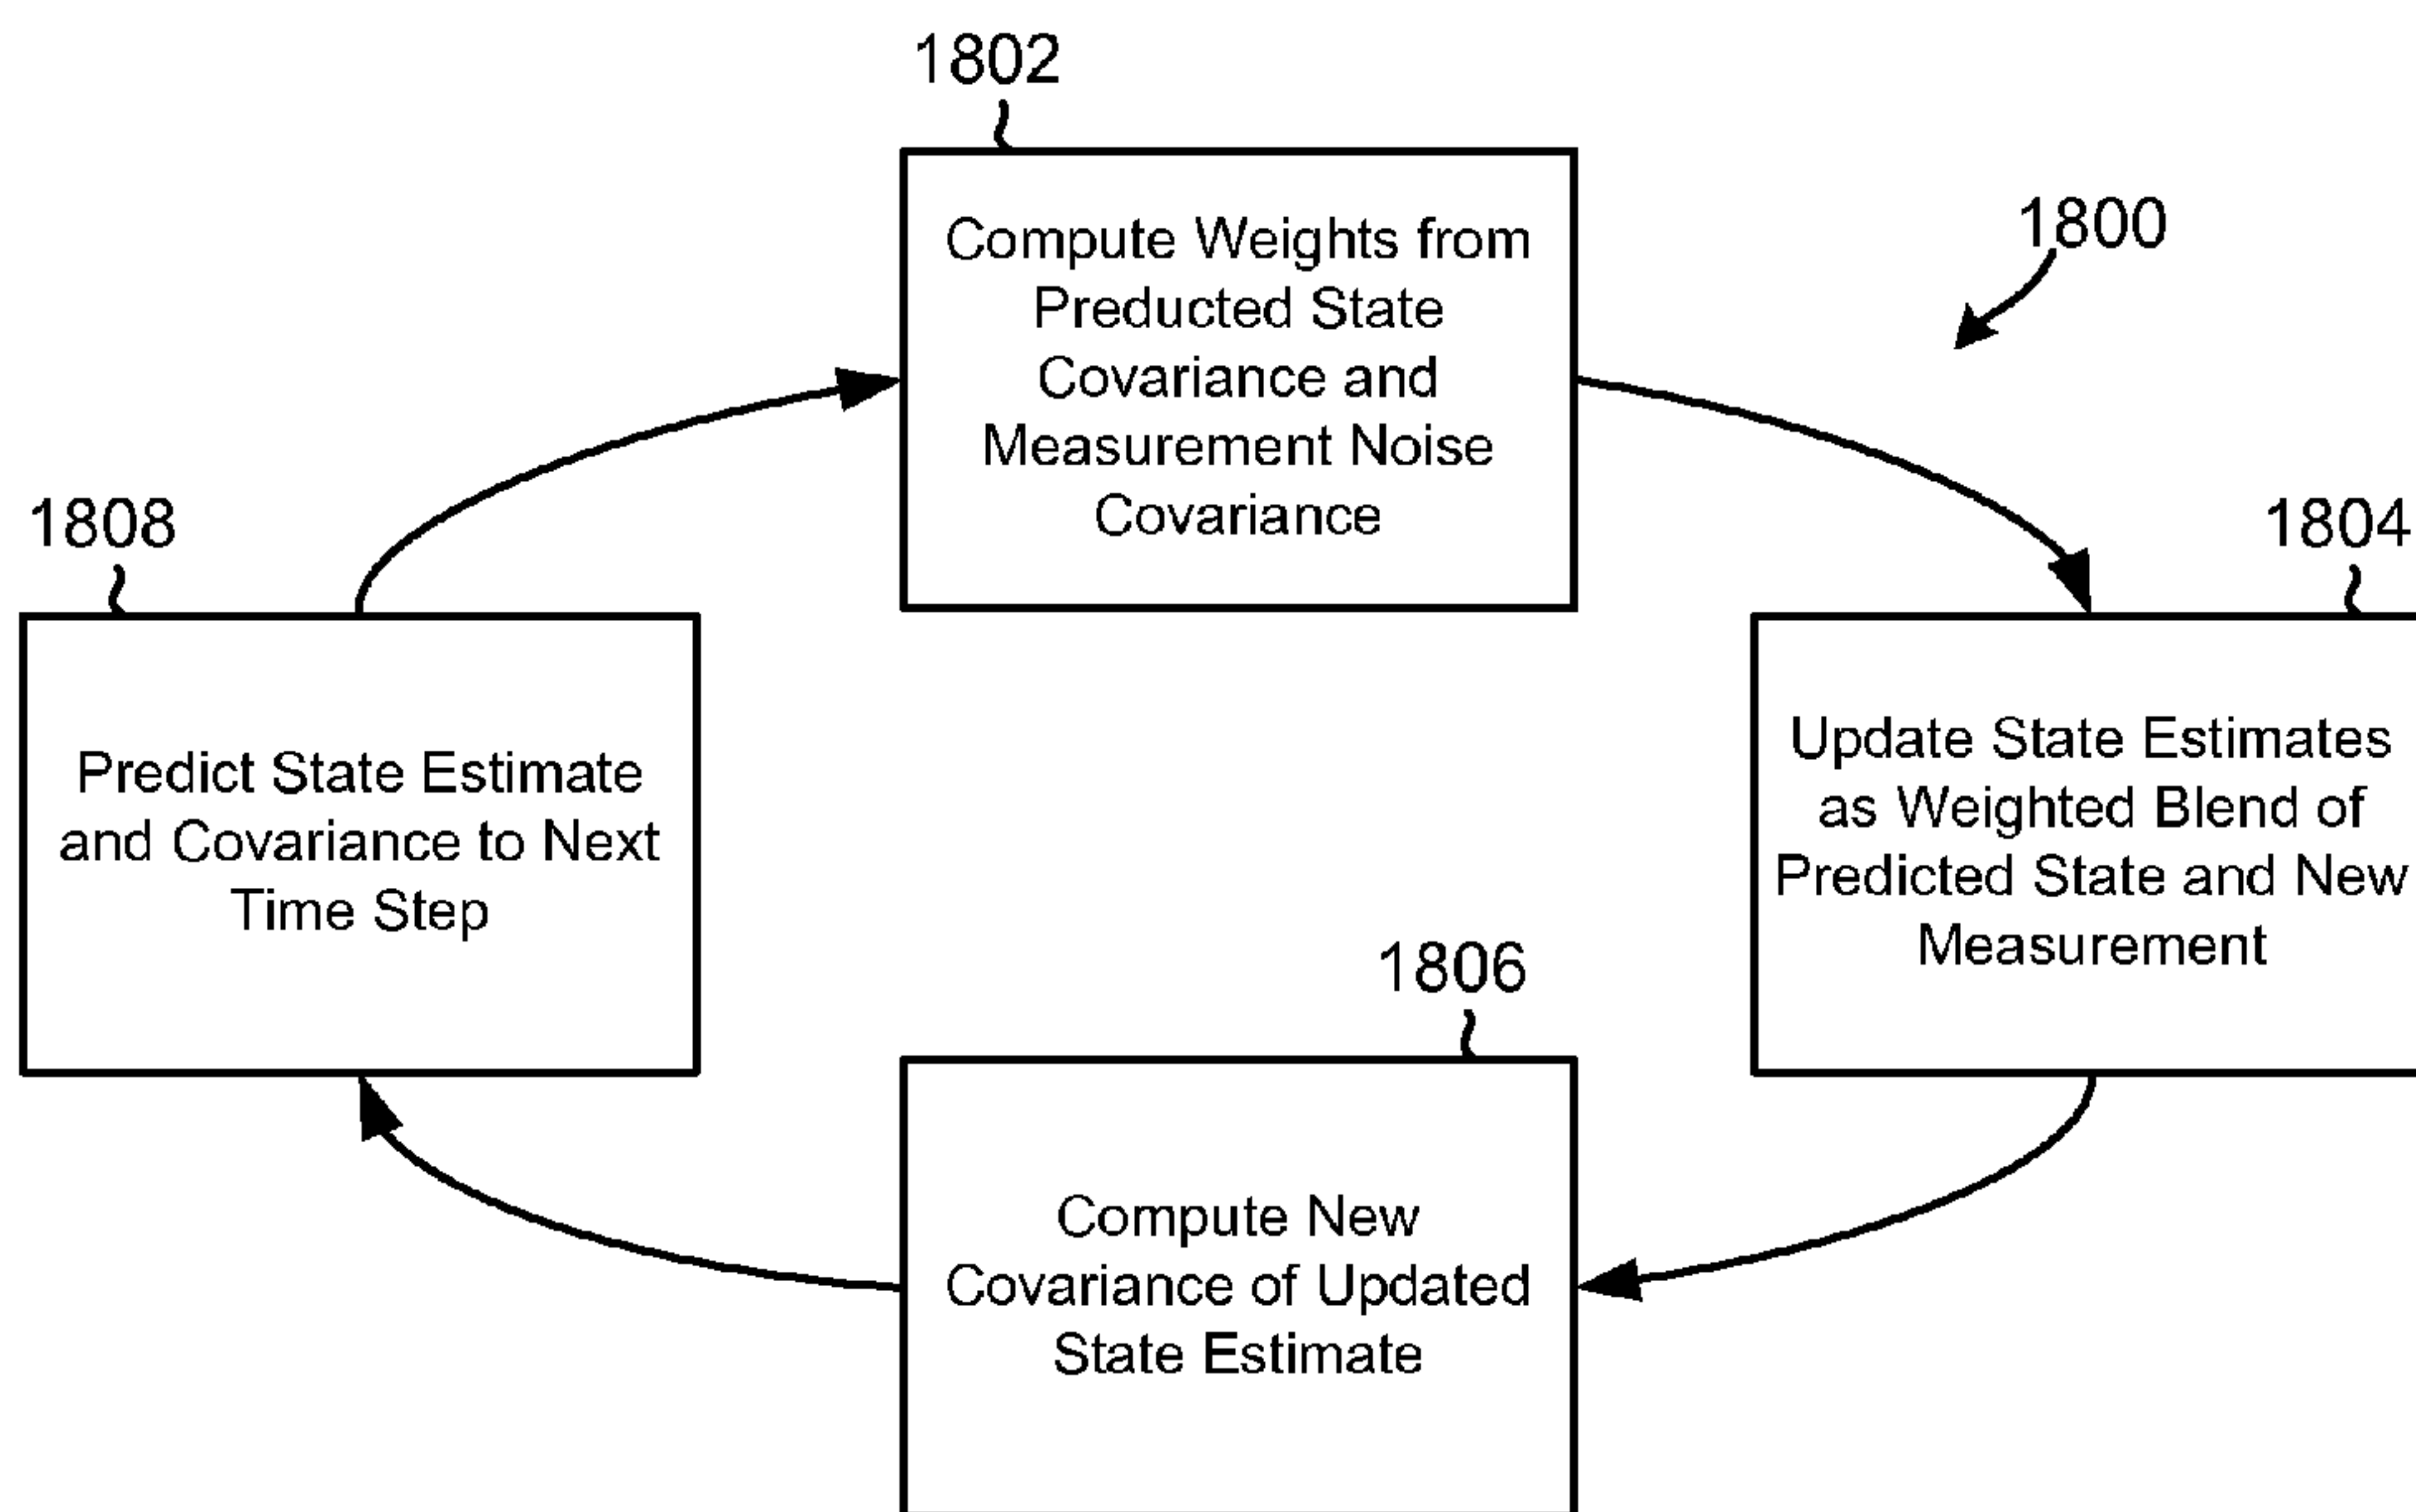 1802
Compute Weights from
Preducted State
Covariance and
Measurement Noise
Covariance
1800
1808
Predict State Estimate
and Covariance to Next
Time Step
1804
Update State Estimates
as Weighted Blend of
Predicted State and New
Measurement
1806
Compute New
Covariance of Updated
State Estimate